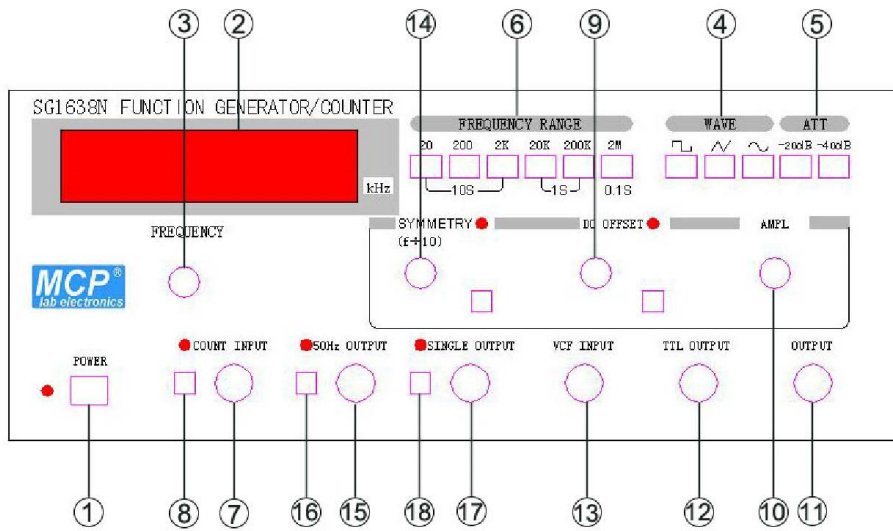 ③ ② ⑭ ⑥ ⑨ ④ ⑤
SG1638N FUNCTION GENERATOR/COUNTER
FREQUENCY RANGE WAVE ATT
20 200 2K 20K 200K 2M -20dB -40dB
kHz
10S 1S 0.1S
FREQUENCY
SYMMETRY DC OFFSET AMPL
(f÷10)
MCP®
lab electronics
POWER
COUNT INPUT 50Hz OUTPUT SINGLE OUTPUT VCF INPUT TTL OUTPUT OUTPUT
① ⑧ ⑦ ⑯ ⑮ ⑱ ⑰ ⑬ ⑫ ⑩ ⑪